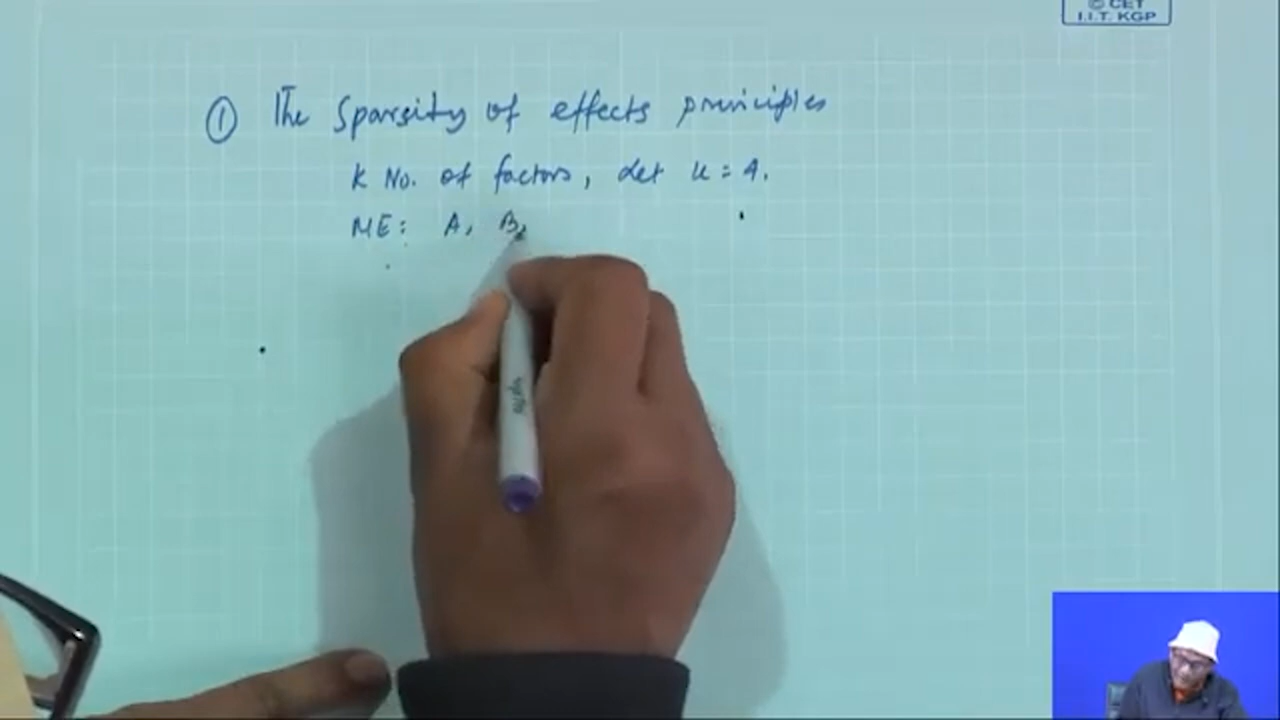 © CET
I.I.T. KGP
① The Sparsity of effects principles
K No. of factors, Let k = 4.
ME: A, B,